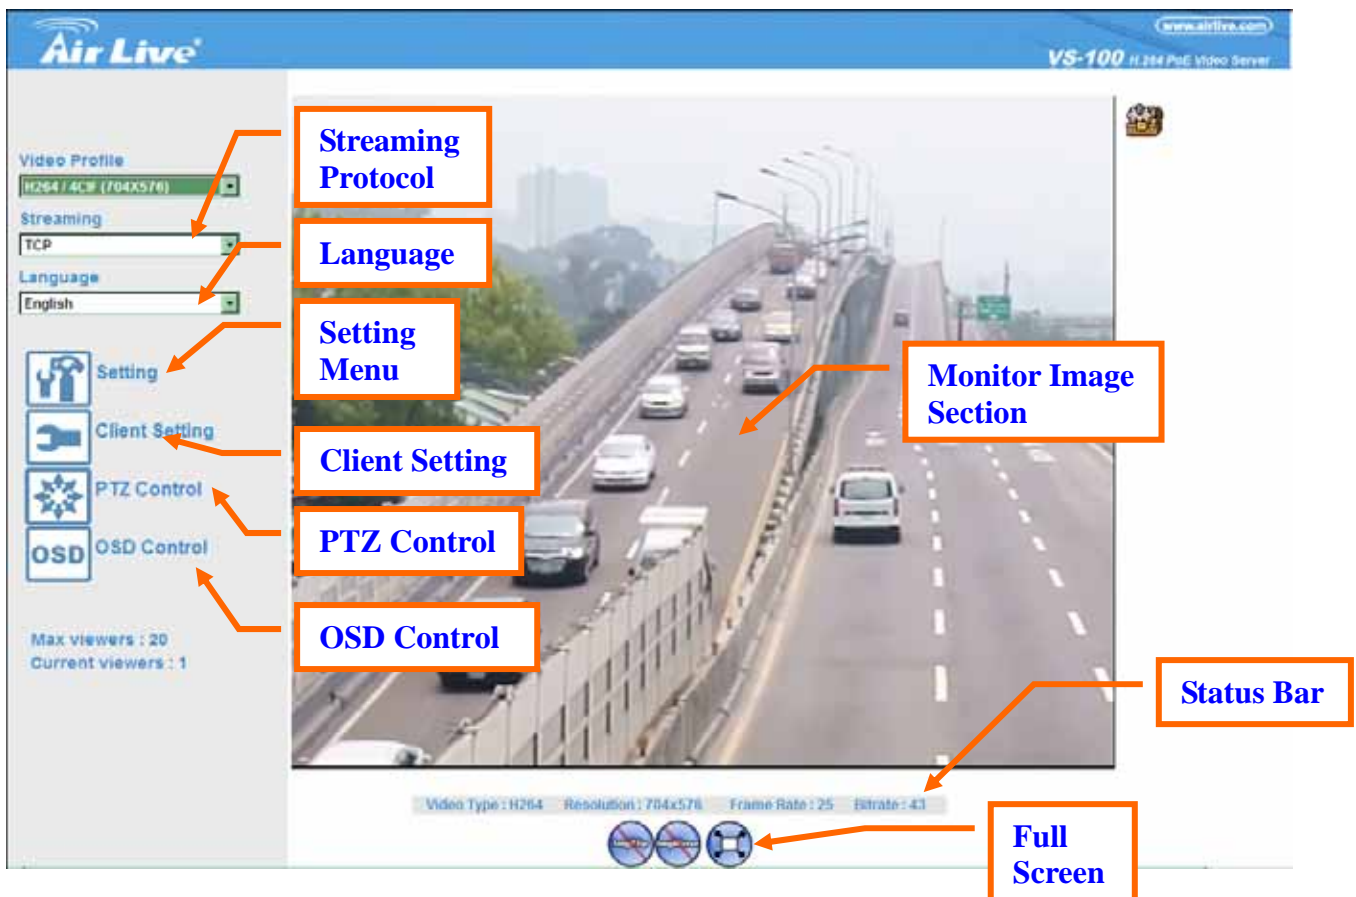 Air Live
www.airlive.com
VS-100 H.264 PoE Video Server
Video Profile
H264 / 4CIF (704X576)
Streaming
TCP
Language
English
Setting
Client Setting
PTZ Control
OSD
OSD Control
Max viewers : 20
Current viewers : 1
Streaming
Protocol
Language
Setting
Menu
Client Setting
PTZ Control
OSD Control
Monitor Image
Section
Status Bar
Video Type : H264 Resolution : 704x576 Frame Rate : 25 Bitrate : 43
Full
Screen